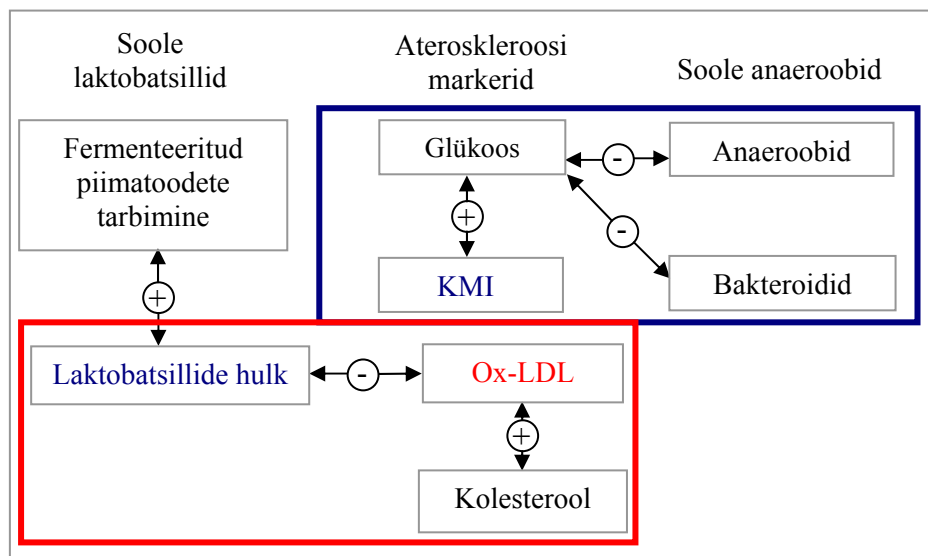 Soole
laktobatsillid
Ateroskleroosi
markerid
Soole anaeroobid
Fermenteeritud
piimatoodete
tarbimine
Glükoos
-
Anaeroobid
+
-
KMI
Bakteroidid
+
Laktobatsillide hulk
-
Ox-LDL
+
Kolesterool